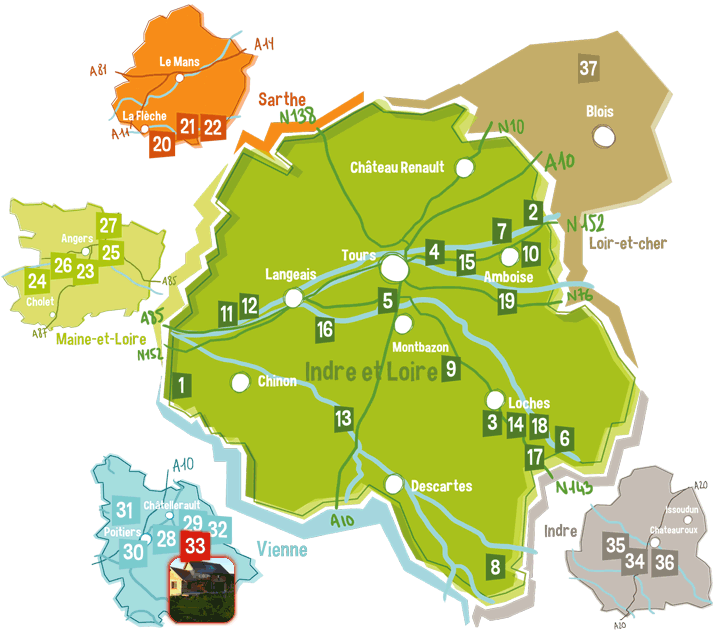 A14
Le Mans
A81
La Flèche
A11
20
21
22
Sarthe
N138
37
Blois
N10
A10
Château Renault
2
7
N152
Loir-et-cher
27
Angers
25
26
23
24
Cholet
A85
A87
Maine-et-Loire
Tours
4
15
10
Amboise
Langeais
12
11
5
19
N76
A85
16
N152
Montbazon
Indre et Loire
9
1
Chinon
Loches
13
3
14
18
6
17
N143
Descartes
A10
A10
31
Châtellerault
Poitiers
29
32
28
30
33
Vienne
8
Indre
A20
Issoudun
Chateauroux
35
34
36
A20